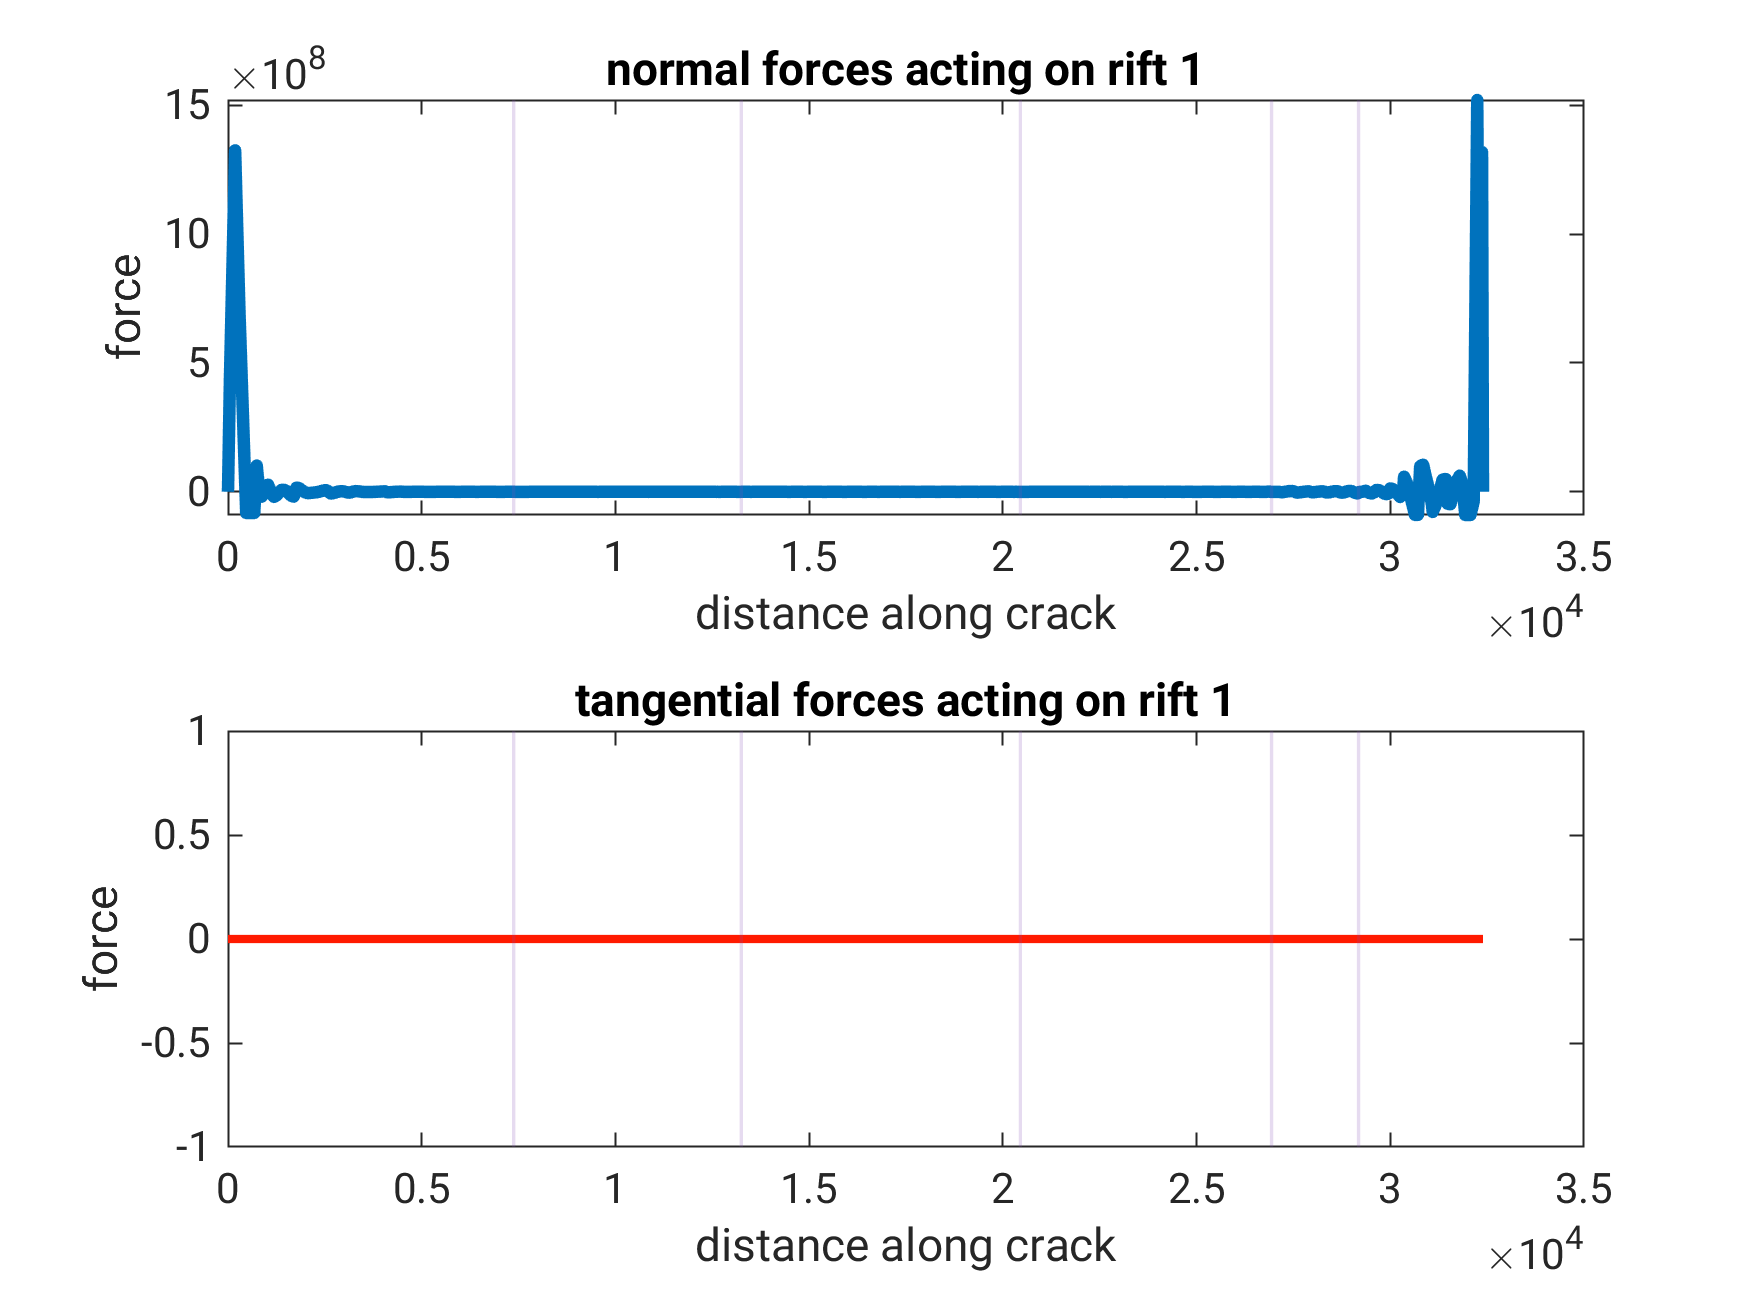 ×10^8
normal forces acting on rift 1
15
10
5
0
force
0 0.5 1 1.5 2 2.5 3 3.5
distance along crack
×10^4
tangential forces acting on rift 1
1
0.5
0
-0.5
-1
force
0 0.5 1 1.5 2 2.5 3 3.5
distance along crack
×10^4